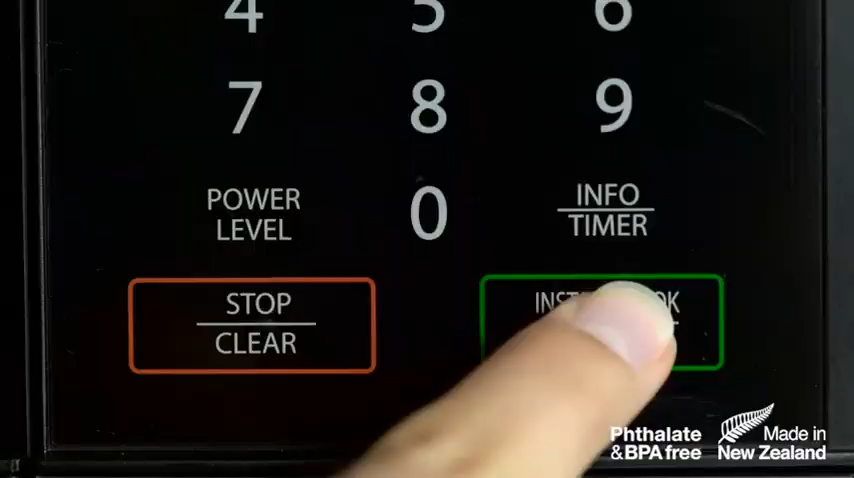 4 5 6
7 8 9
POWER
LEVEL
0
INFO
TIMER
STOP
CLEAR
Phthalate
&BPA free
Made in
New Zealand